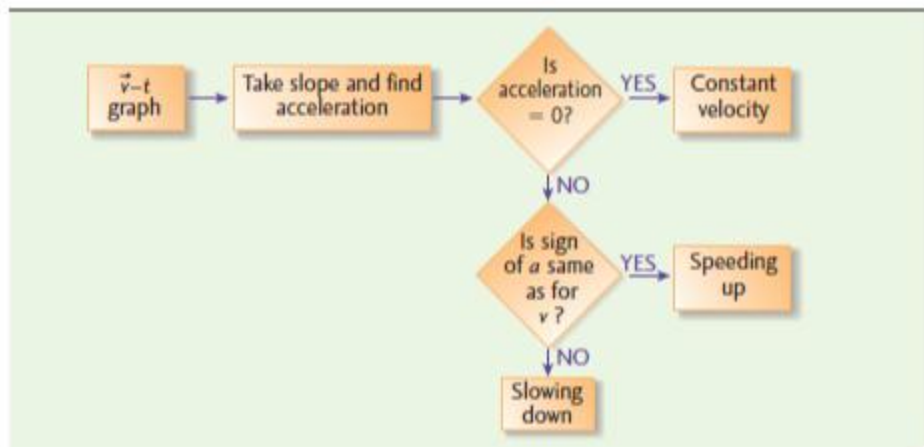 v⃗–t
graph
Take slope and find
acceleration
Is
acceleration
= 0?
YES
Constant
velocity
NO
Is sign
of a same
as for
v ?
YES
Speeding
up
NO
Slowing
down